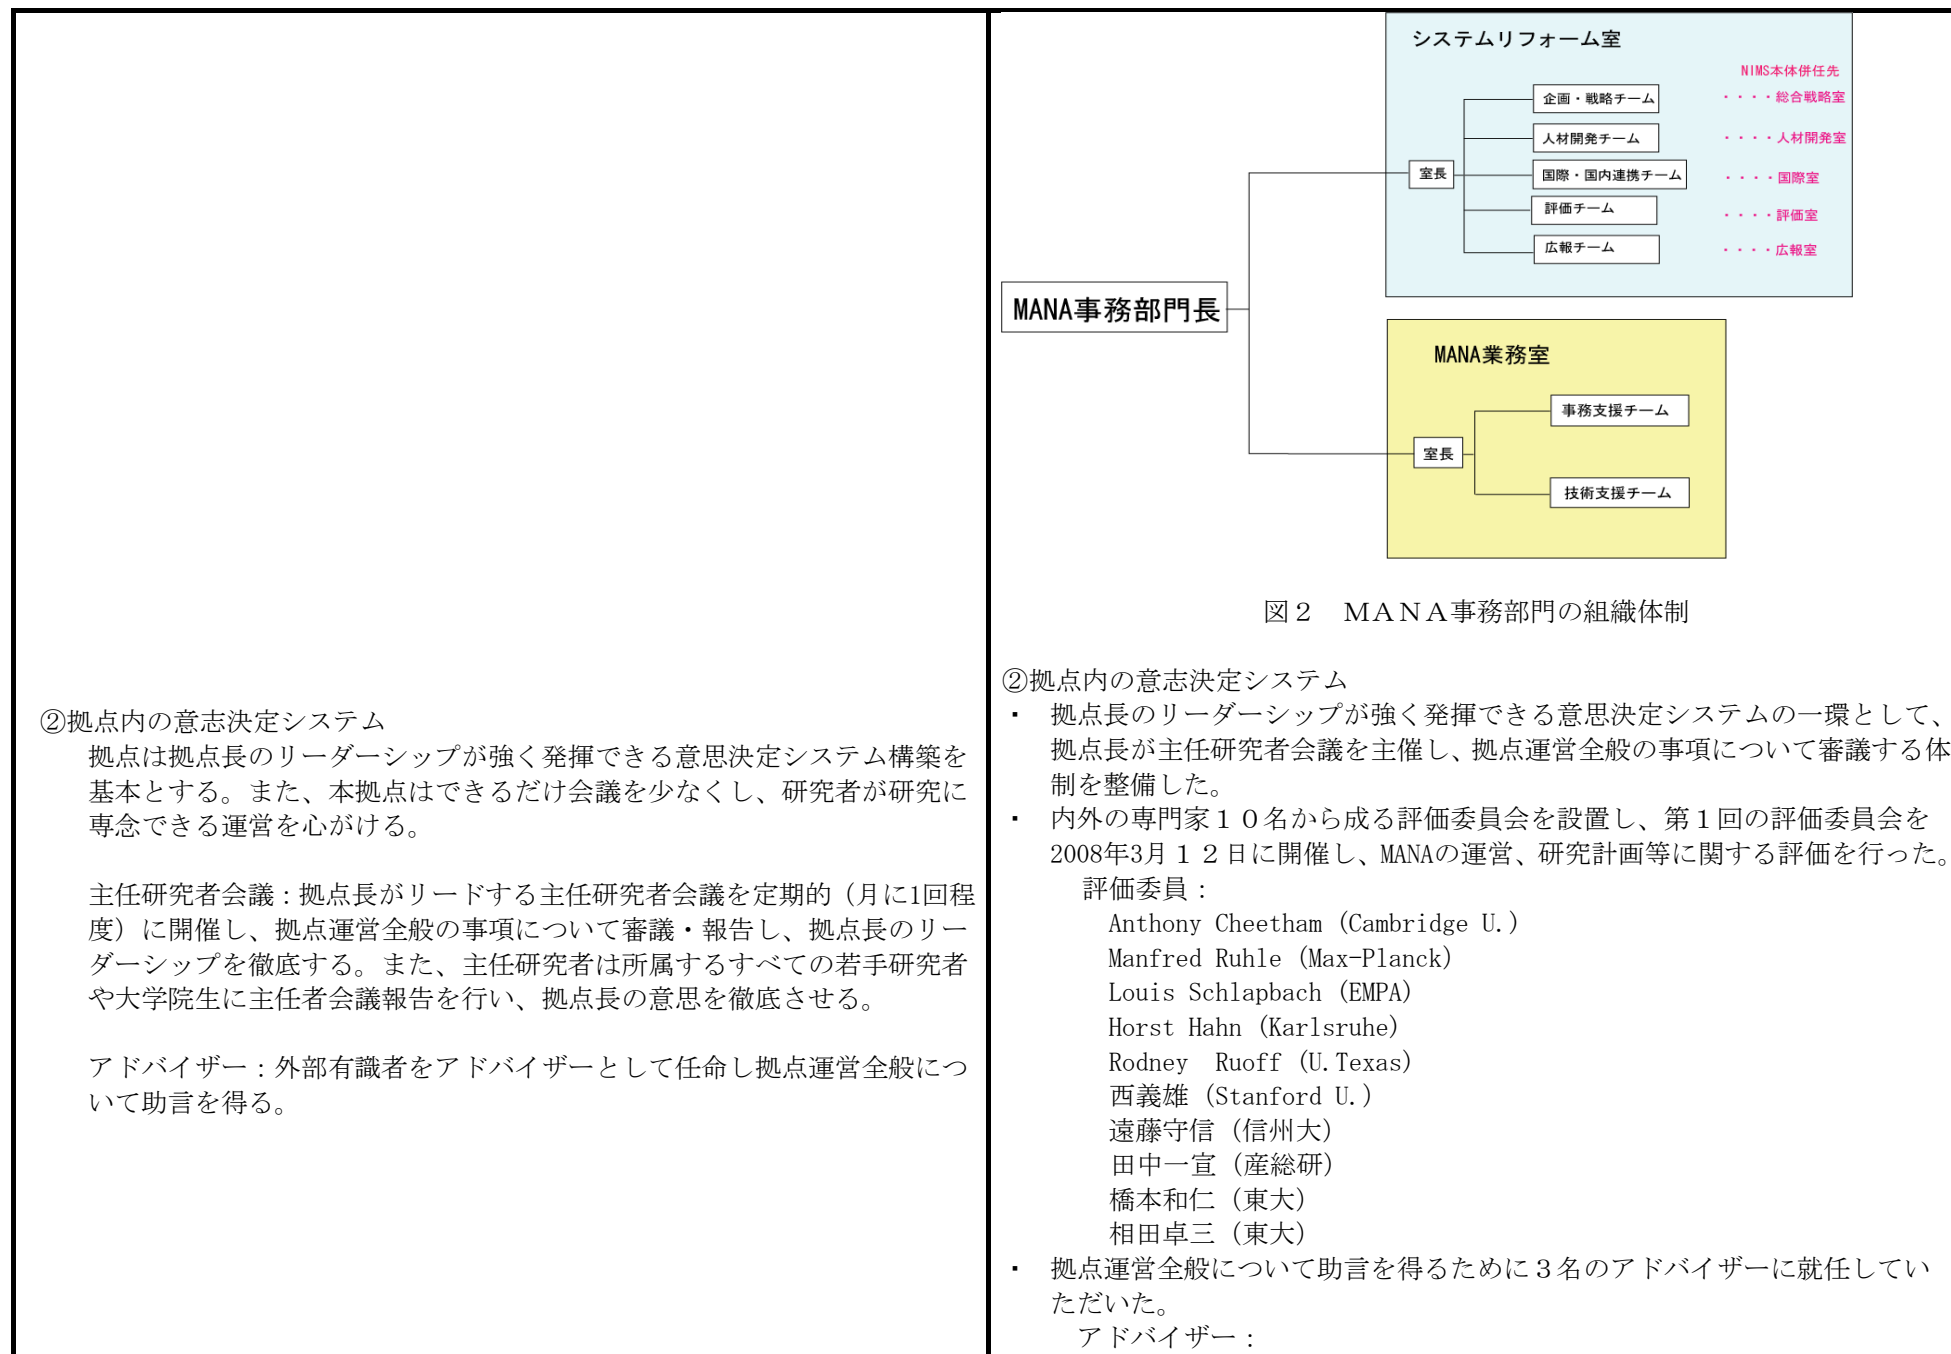 ②拠点内の意志決定システム
拠点は拠点長のリーダーシップが強く発揮できる意思決定システム構築を
基本とする。また、本拠点はできるだけ会議を少なくし、研究者が研究に
専念できる運営を心がける。
主任研究者会議：拠点長がリードする主任研究者会議を定期的（月に1回程
度）に開催し、拠点運営全般の事項について審議・報告し、拠点長のリー
ダーシップを徹底する。また、主任研究者は所属するすべての若手研究者
や大学院生に主任者会議報告を行い、拠点長の意思を徹底させる。
アドバイザー：外部有識者をアドバイザーとして任命し拠点運営全般につ
いて助言を得る。
システムリフォーム室
NIMS本体併任先
企画・戦略チーム ・・・・総合戦略室
人材開発チーム ・・・・人材開発室
室長
国際・国内連携チーム ・・・・国際室
評価チーム ・・・・評価室
広報チーム ・・・・広報室
MANA事務部門長
MANA業務室
事務支援チーム
室長
技術支援チーム
図２　ＭＡＮＡ事務部門の組織体制
②拠点内の意志決定システム
・ 拠点長のリーダーシップが強く発揮できる意思決定システムの一環として、
拠点長が主任研究者会議を主催し、拠点運営全般の事項について審議する体
制を整備した。
・ 内外の専門家１０名から成る評価委員会を設置し、第１回の評価委員会を
2008年3月１２日に開催し、MANAの運営、研究計画等に関する評価を行った。
評価委員：
Anthony Cheetham (Cambridge U.)
Manfred Ruhle (Max-Planck)
Louis Schlapbach (EMPA)
Horst Hahn (Karlsruhe)
Rodney  Ruoff (U.Texas)
西義雄 (Stanford U.)
遠藤守信 (信州大)
田中一宣 (産総研)
橋本和仁 (東大)
相田卓三 (東大)
・ 拠点運営全般について助言を得るために３名のアドバイザーに就任してい
ただいた。
アドバイザー：